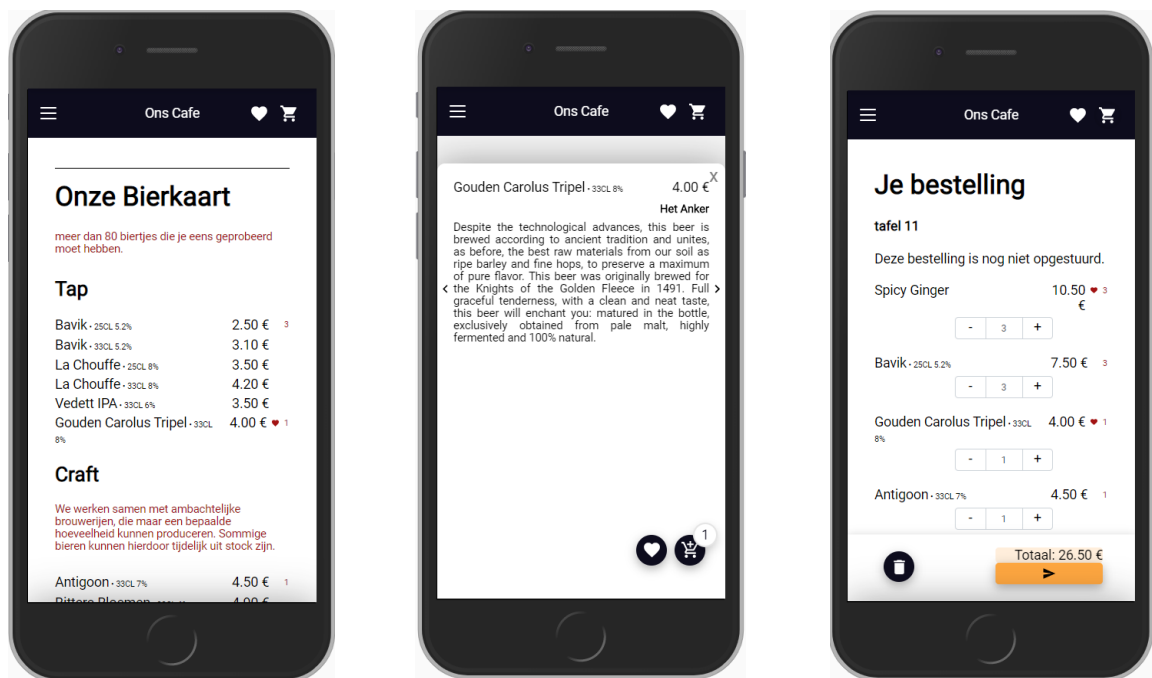 Ons Cafe
Onze Bierkaart
meer dan 80 biertjes die je eens geprobeerd
moet hebben.
Tap
Bavik • 25CL 5.2% 2.50 € 3
Bavik • 33CL 5.2% 3.10 €
La Chouffe • 25CL 8% 3.50 €
La Chouffe • 33CL 8% 4.20 €
Vedett IPA • 33CL 6% 3.50 €
Gouden Carolus Tripel • 33CL 4.00 € ♥ 1
8%
Craft
We werken samen met ambachtelijke
brouwerijen, die maar een bepaalde
hoeveelheid kunnen produceren. Sommige
bieren kunnen hierdoor tijdelijk uit stock zijn.
Antigoon • 33CL 7% 4.50 € 1
Ons Cafe
X
Gouden Carolus Tripel • 33CL 8% 4.00 €
Het Anker
Despite the technological advances, this beer is
brewed according to ancient tradition and unites,
as before, the best raw materials from our soil as
ripe barley and fine hops, to preserve a maximum
of pure flavor. This beer was originally brewed for
the Knights of the Golden Fleece in 1491. Full
graceful tenderness, with a clean and neat taste,
this beer will enchant you: matured in the bottle,
exclusively obtained from pale malt, highly
fermented and 100% natural.
1
Ons Cafe
Je bestelling
tafel 11
Deze bestelling is nog niet opgestuurd.
Spicy Ginger 10.50 ♥ 3
€
- 3 +
Bavik • 25CL 5.2% 7.50 € 3
- 3 +
Gouden Carolus Tripel • 33CL 4.00 € ♥ 1
8%
- 1 +
Antigoon • 33CL 7% 4.50 € 1
- 1 +
Totaal: 26.50 €